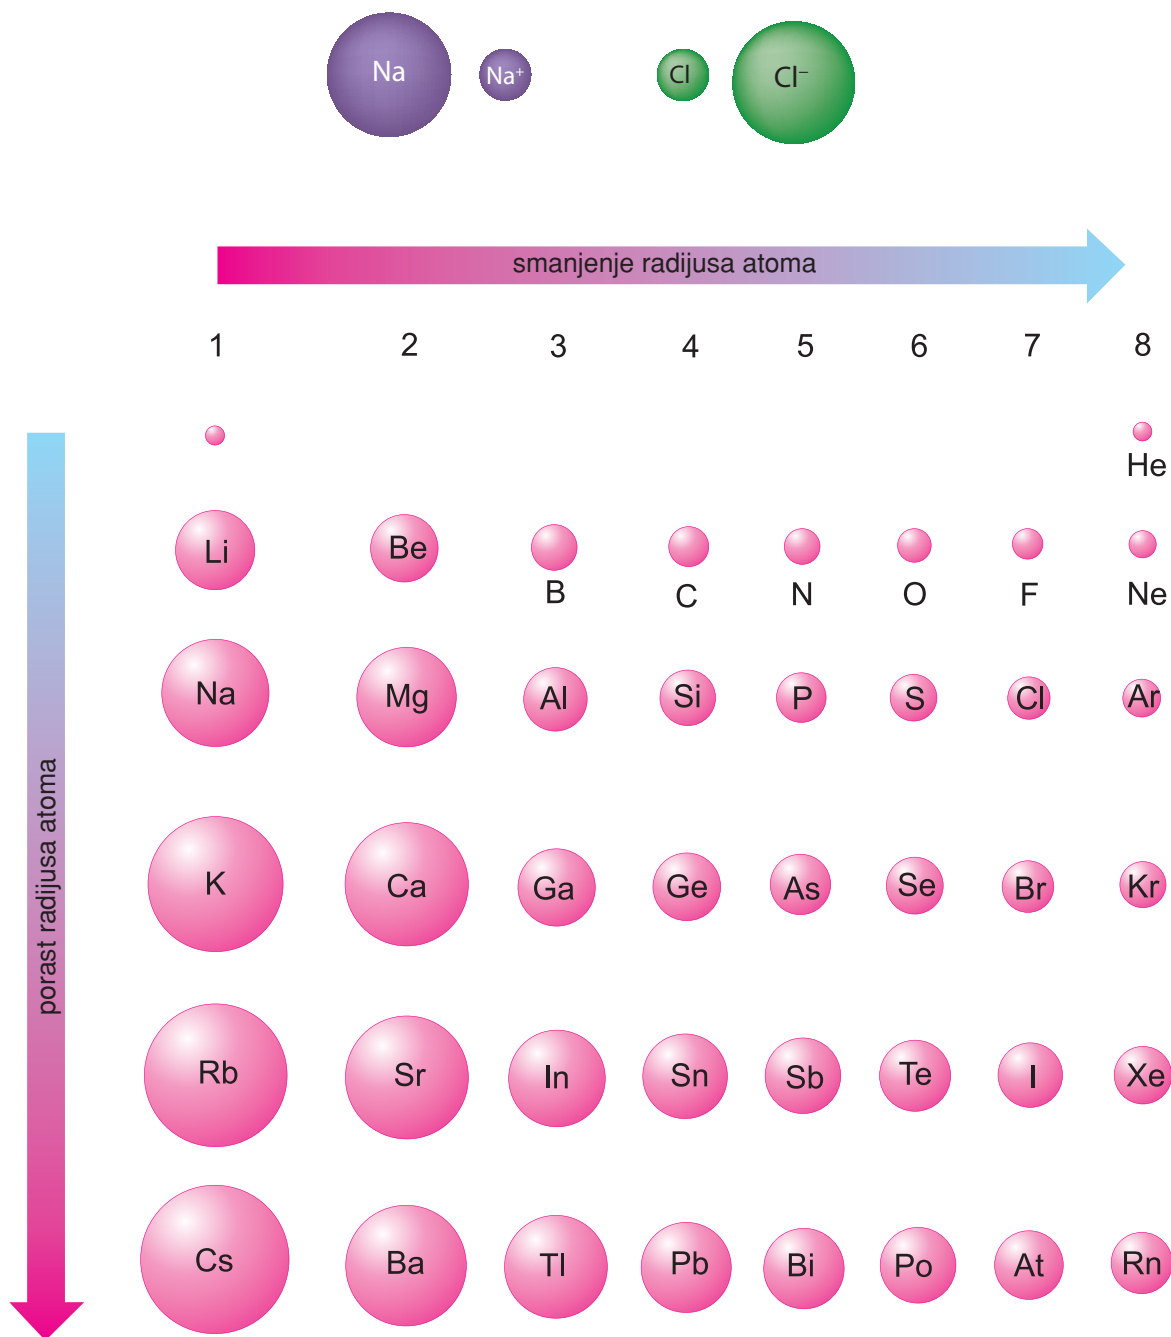 Na Na⁺ Cl Cl⁻
smanjenje radijusa atoma
1 2 3 4 5 6 7 8
porast radijusa atoma
He
Li Be
B C N O F Ne
Na Mg Al Si P S Cl Ar
K Ca Ga Ge As Se Br Kr
Rb Sr In Sn Sb Te I Xe
Cs Ba Tl Pb Bi Po At Rn